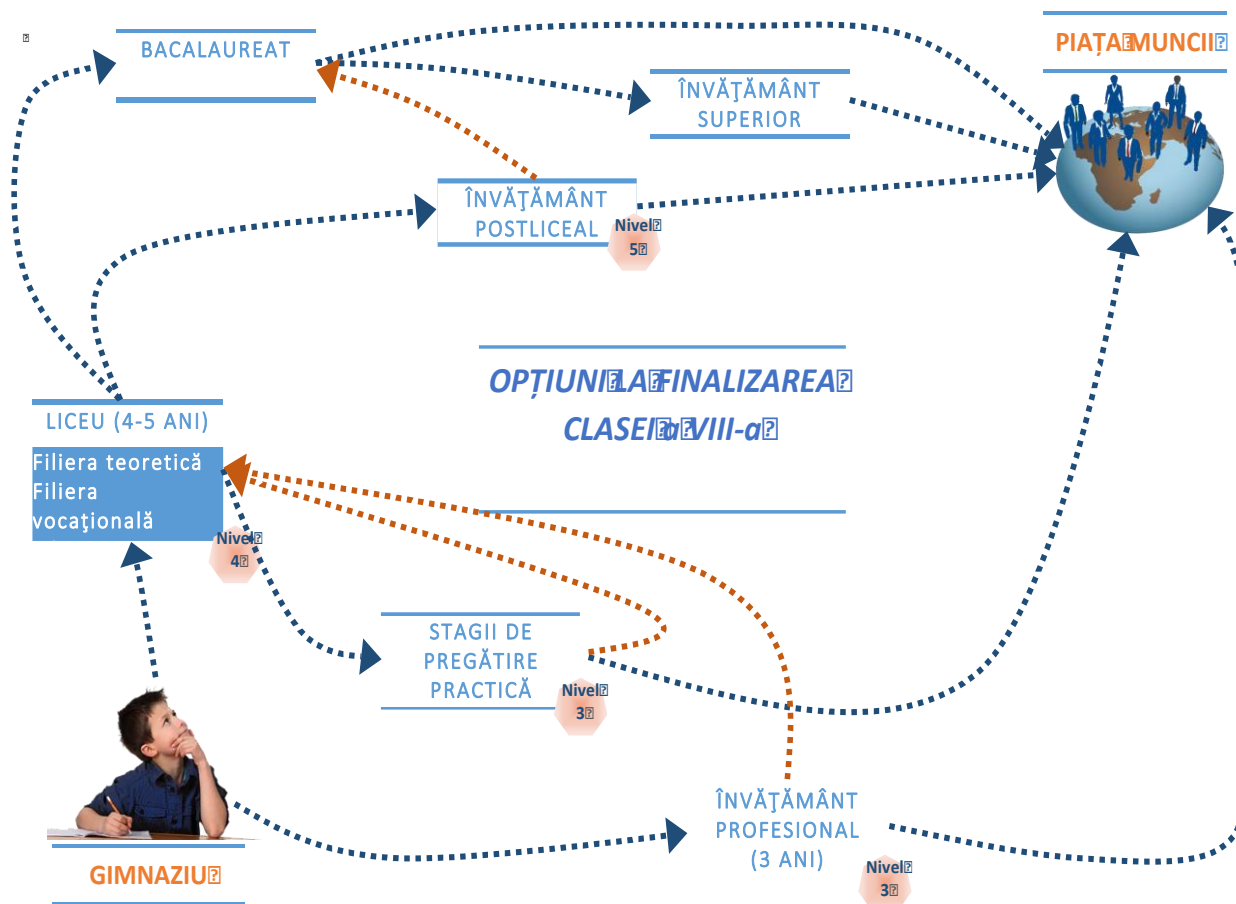 BACALAUREAT
PIAȚA MUNCII
ÎNVĂŢĂMÂNT
SUPERIOR
ÎNVĂŢĂMÂNT
POSTLICEAL
Nivel
5
OPȚIUNI LA FINALIZAREA
CLASEI a VIII-a
LICEU (4-5 ANI)
Filiera teoretică
Filiera
vocaţională
Nivel
4
STAGII DE
PREGĂTIRE
PRACTICĂ
Nivel
3
ÎNVĂŢĂMÂNT
PROFESIONAL
(3 ANI)
Nivel
3
GIMNAZIU